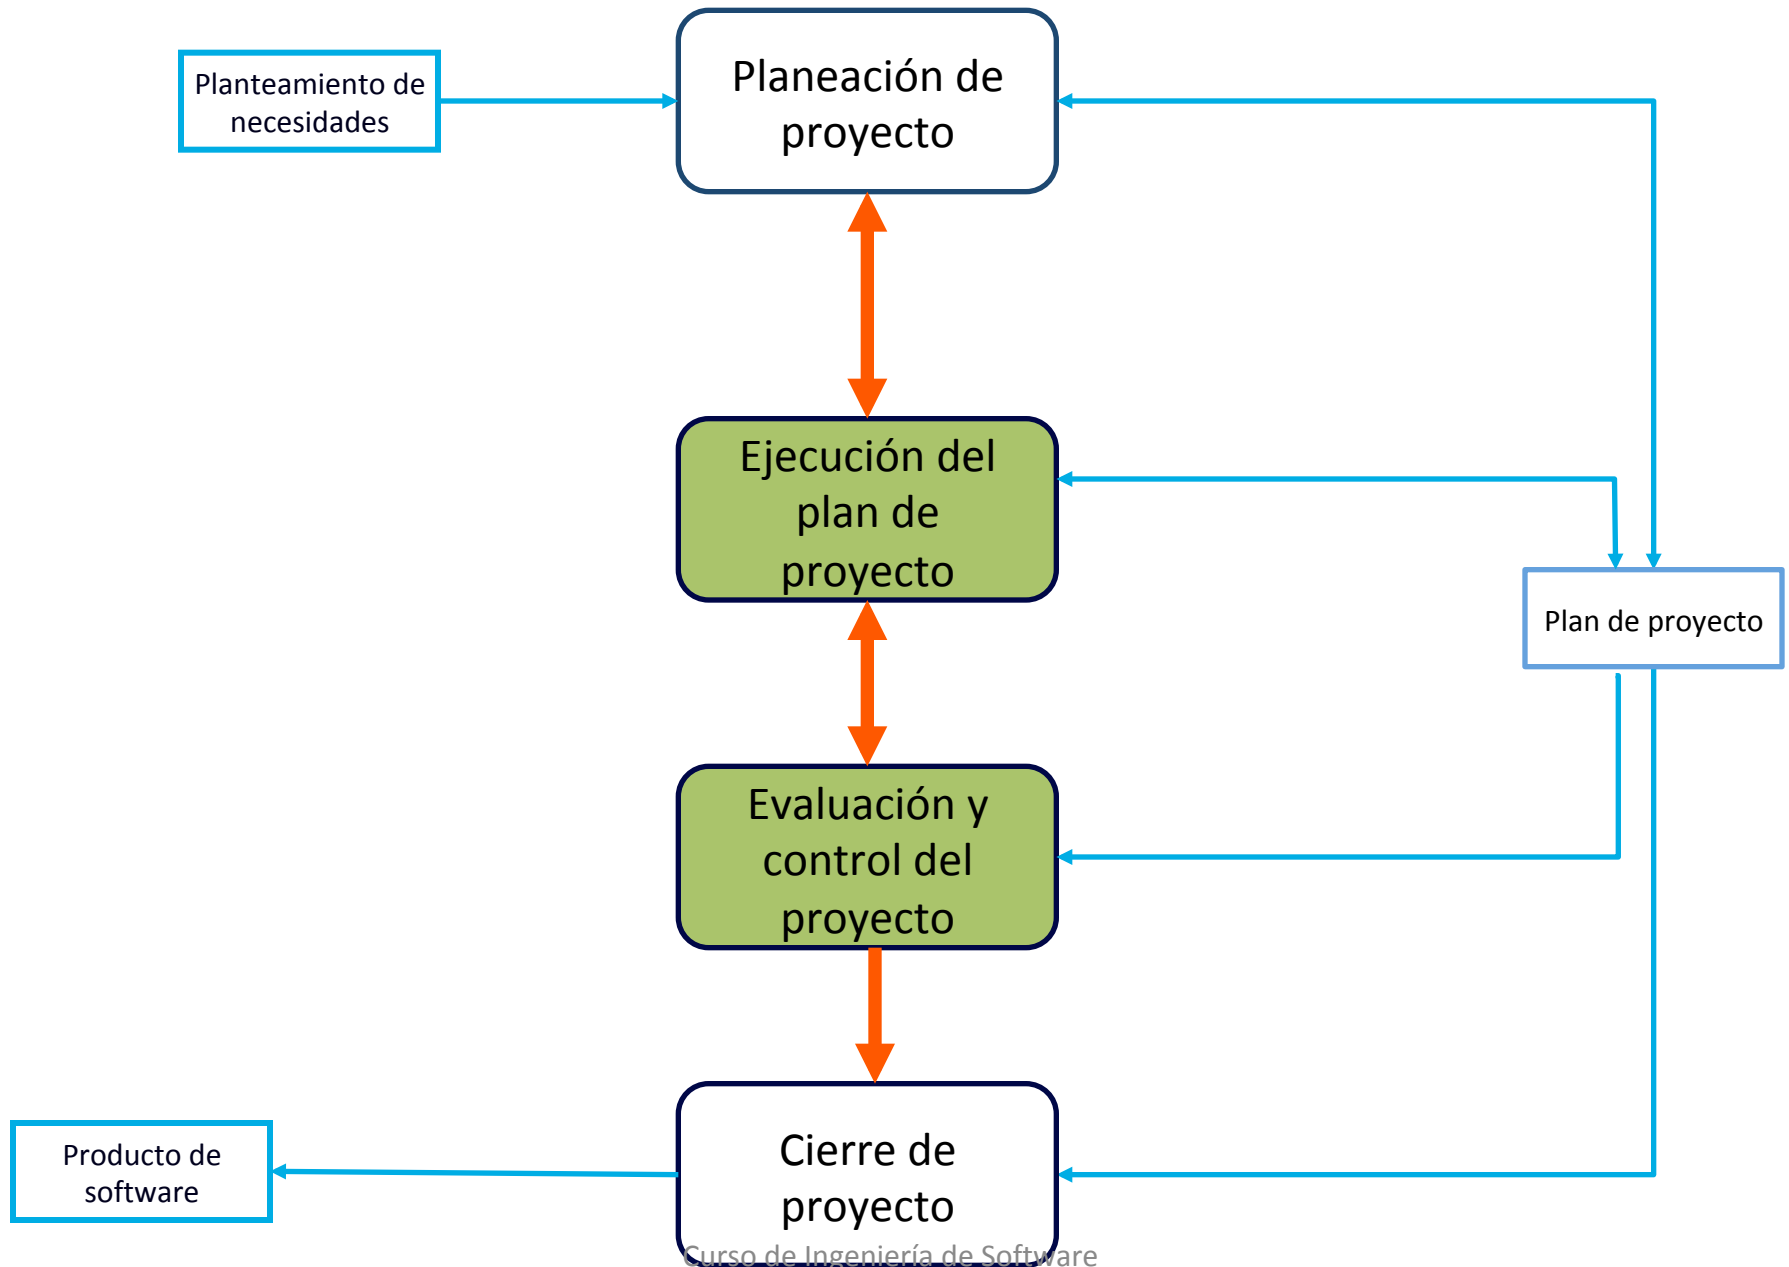 Planeación de
proyecto
Planteamiento de
necesidades
Ejecución del
plan de
proyecto
Plan de proyecto
Evaluación y
control del
proyecto
Cierre de
proyecto
Producto de
software
Curso de Ingeniería de Software